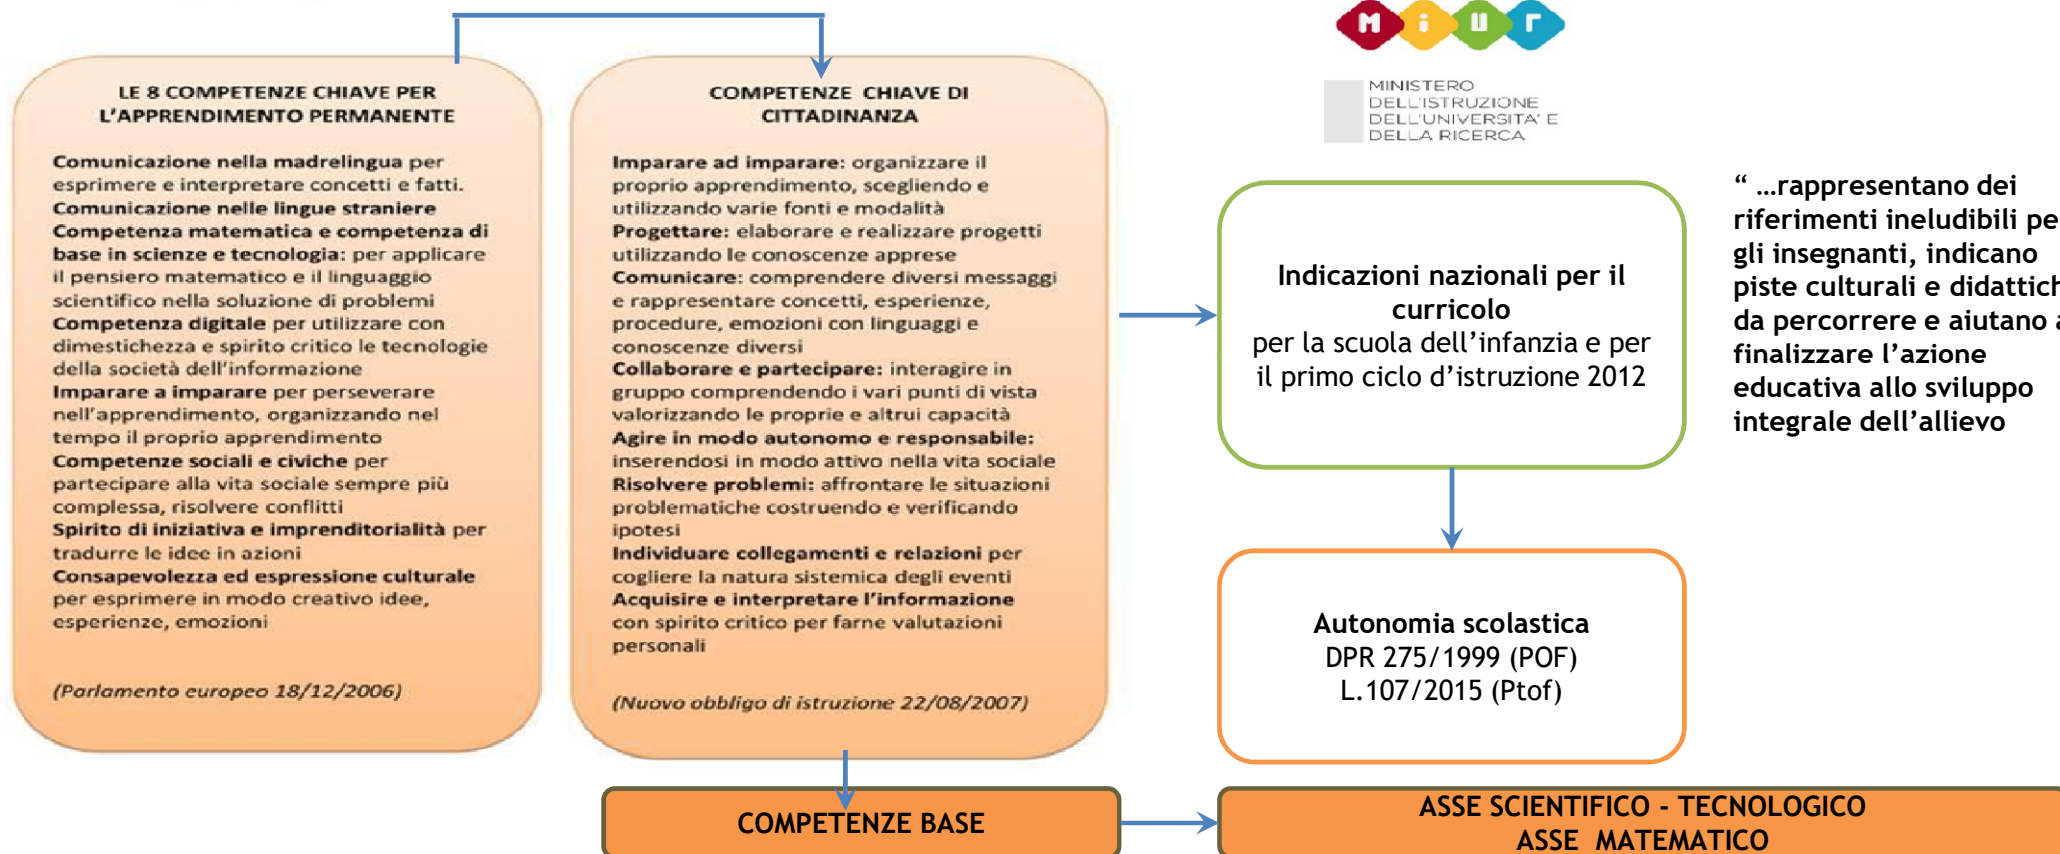 LE 8 COMPETENZE CHIAVE PER
L'APPRENDIMENTO PERMANENTE
Comunicazione nella madrelingua per
esprimere e interpretare concetti e fatti.
Comunicazione nelle lingue straniere
Competenza matematica e competenza di
base in scienze e tecnologia: per applicare
il pensiero matematico e il linguaggio
scientifico nella soluzione di problemi
Competenza digitale per utilizzare con
dimestichezza e spirito critico le tecnologie
della società dell'informazione
Imparare a imparare per perseverare
nell'apprendimento, organizzando nel
tempo il proprio apprendimento
Competenze sociali e civiche per
partecipare alla vita sociale sempre più
complessa, risolvere conflitti
Spirito di iniziativa e imprenditorialità per
tradurre le idee in azioni
Consapevolezza ed espressione culturale
per esprimere in modo creativo idee,
esperienze, emozioni
(Parlamento europeo 18/12/2006)
COMPETENZE CHIAVE DI
CITTADINANZA
Imparare ad imparare: organizzare il
proprio apprendimento, scegliendo e
utilizzando varie fonti e modalità
Progettare: elaborare e realizzare progetti
utilizzando le conoscenze apprese
Comunicare: comprendere diversi messaggi
e rappresentare concetti, esperienze,
procedure, emozioni con linguaggi e
conoscenze diversi
Collaborare e partecipare: interagire in
gruppo comprendendo i vari punti di vista
valorizzando le proprie e altrui capacità
Agire in modo autonomo e responsabile:
inserendosi in modo attivo nella vita sociale
Risolvere problemi: affrontare le situazioni
problematiche costruendo e verificando
ipotesi
Individuare collegamenti e relazioni per
cogliere la natura sistemica degli eventi
Acquisire e interpretare l'informazione
con spirito critico per farne valutazioni
personali
(Nuovo obbligo di istruzione 22/08/2007)
COMPETENZE BASE
MiUr
MINISTERO
DELL'ISTRUZIONE
DELL'UNIVERSITA' E
DELLA RICERCA
Indicazioni nazionali per il
curricolo
per la scuola dell'infanzia e per
il primo ciclo d'istruzione 2012
Autonomia scolastica
DPR 275/1999 (POF)
L.107/2015 (Ptof)
ASSE SCIENTIFICO - TECNOLOGICO
ASSE MATEMATICO
“ …rappresentano dei
riferimenti ineludibili pe
gli insegnanti, indicano
piste culturali e didattich
da percorrere e aiutano a
finalizzare l'azione
educativa allo sviluppo
integrale dell'allievo